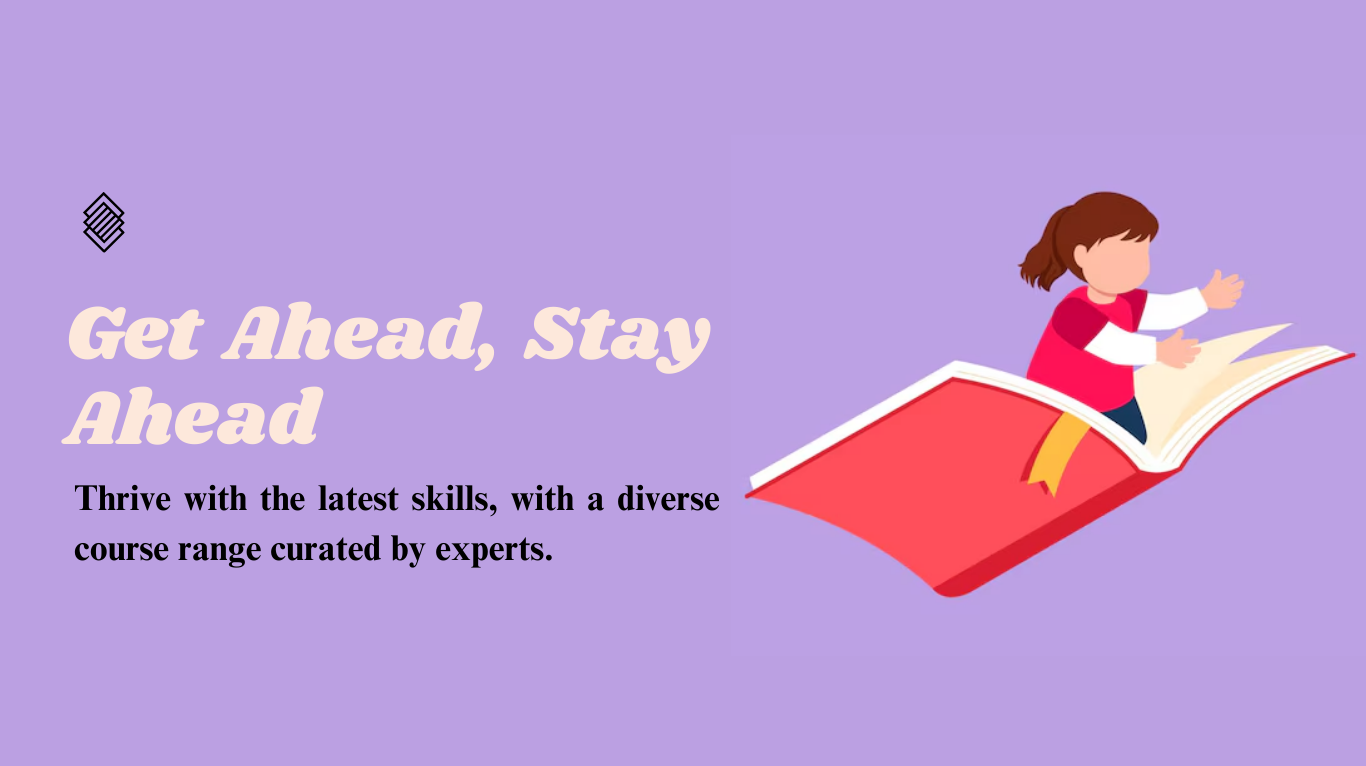 Get Ahead, Stay
Ahead
Thrive with the latest skills, with a diverse
course range curated by experts.